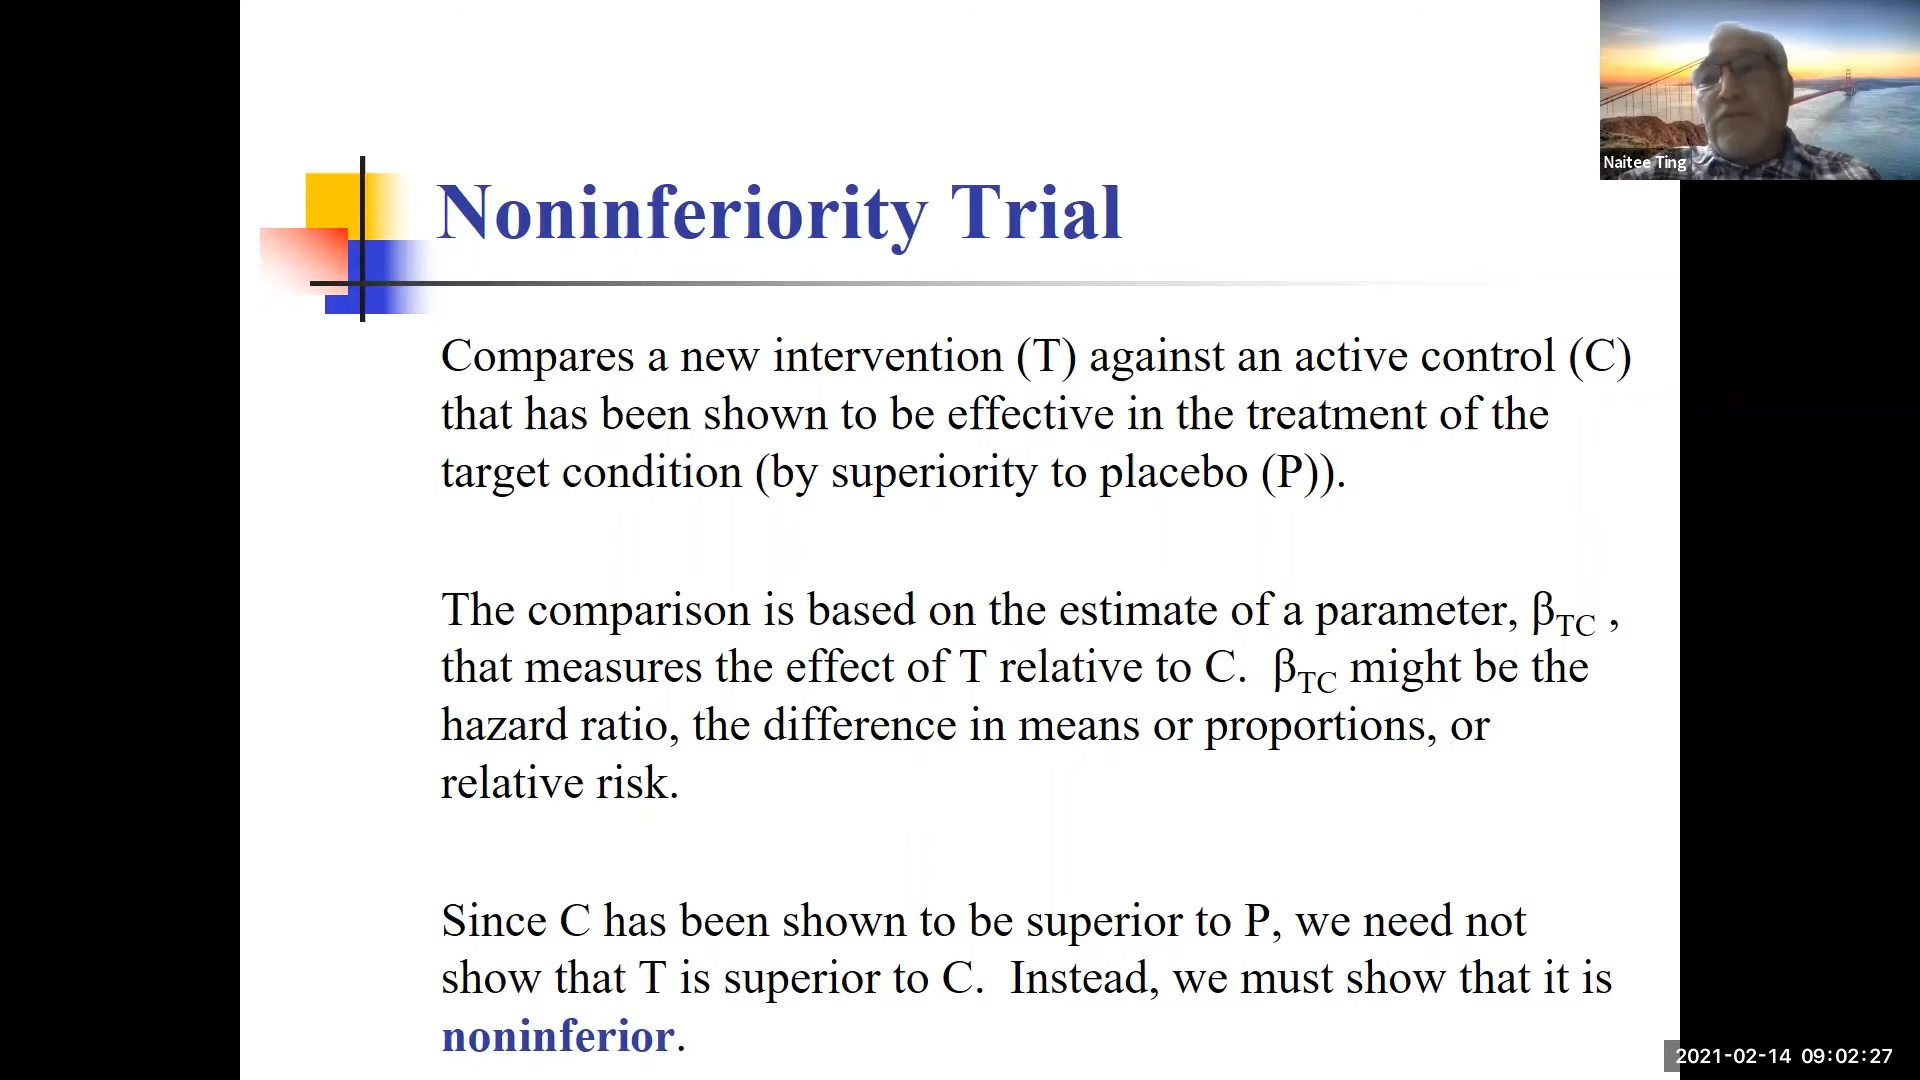 Naitee Ting
Noninferiority Trial
Compares a new intervention (T) against an active control (C)
that has been shown to be effective in the treatment of the
target condition (by superiority to placebo (P)).
The comparison is based on the estimate of a parameter, βTC ,
that measures the effect of T relative to C. βTC might be the
hazard ratio, the difference in means or proportions, or
relative risk.
Since C has been shown to be superior to P, we need not
show that T is superior to C. Instead, we must show that it is
noninferior.
2021-02-14 09:02:27